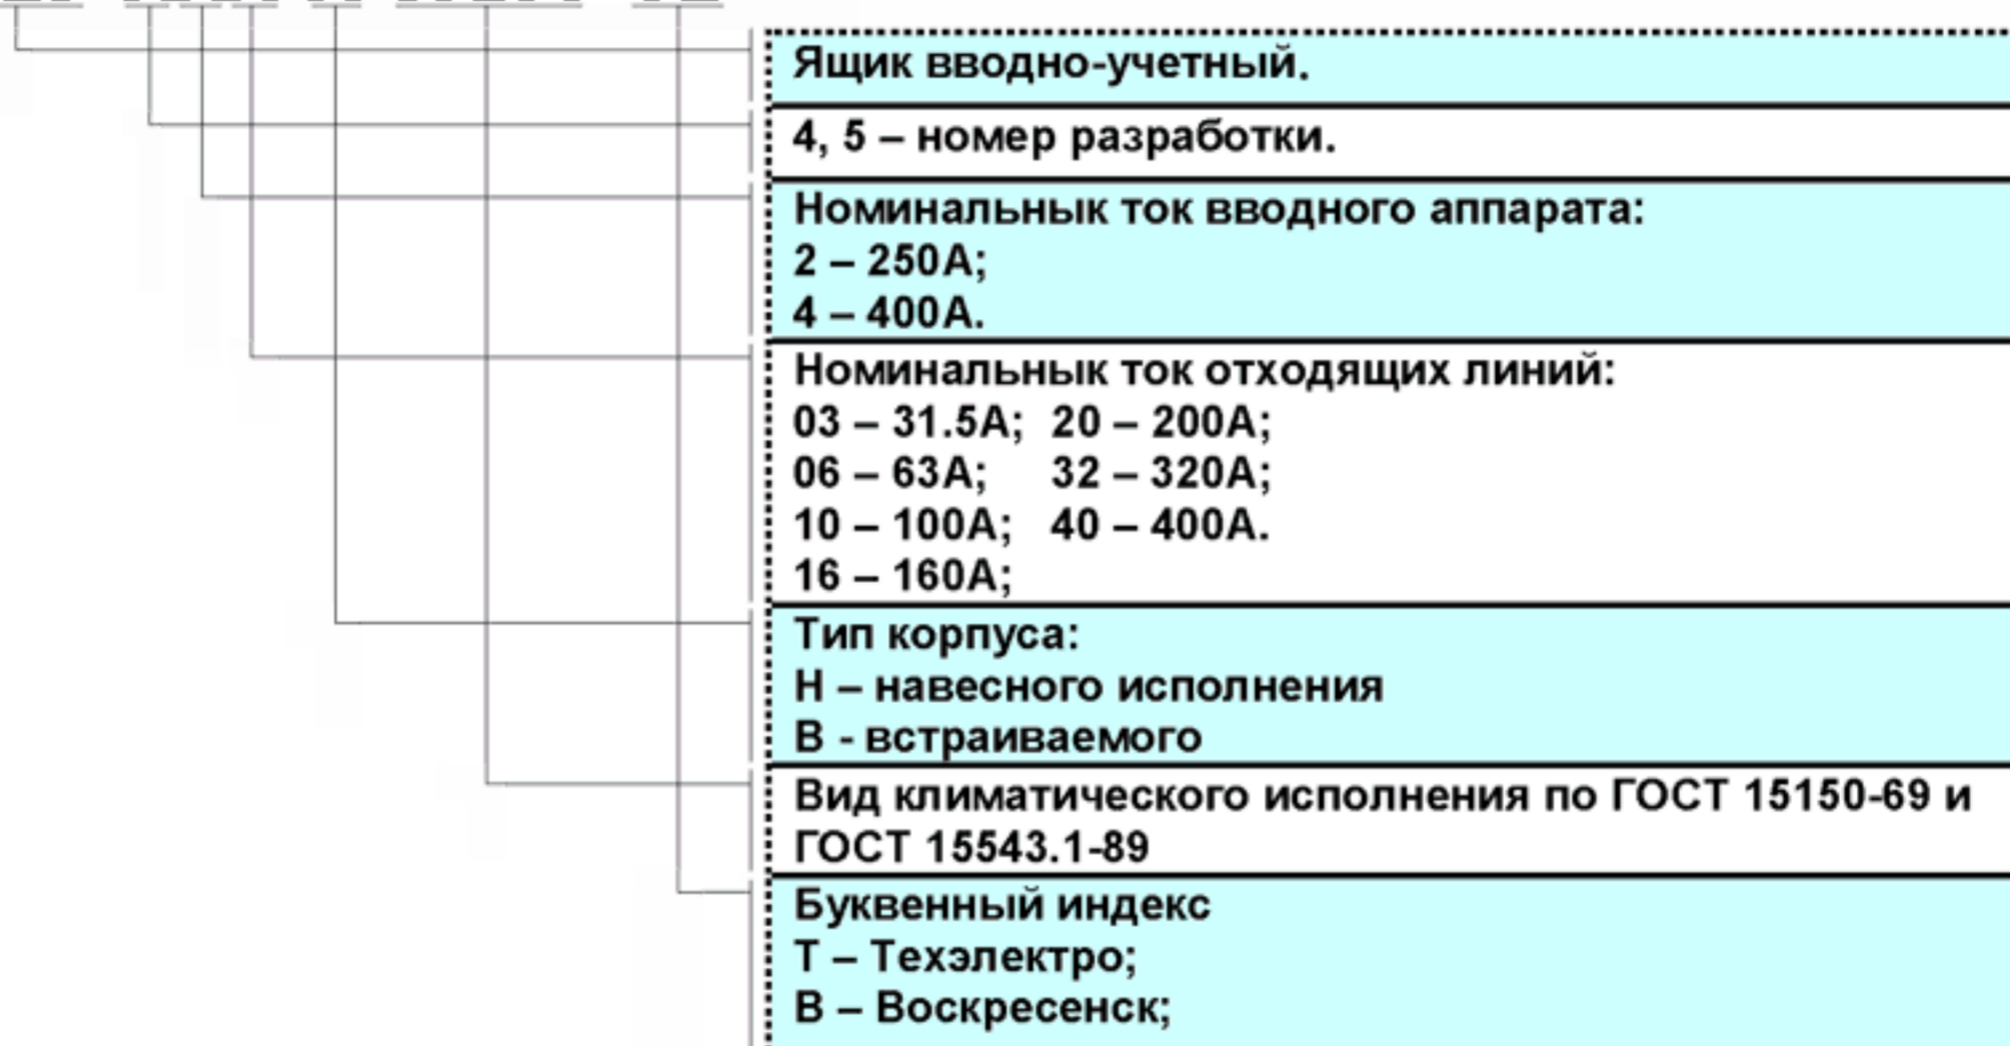 Ящик вводно-учетный.
4, 5 – номер разработки.
Номинальнык ток вводного аппарата:
2 – 250А;
4 – 400А.
Номинальнык ток отходящих линий:
03 – 31.5А; 20 – 200А;
06 – 63А; 32 – 320А;
10 – 100А; 40 – 400А.
16 – 160А;
Тип корпуса:
Н – навесного исполнения
В - встраиваемого
Вид климатического исполнения по ГОСТ 15150-69 и
ГОСТ 15543.1-89
Буквенный индекс
Т – Техэлектро;
В – Воскресенск;